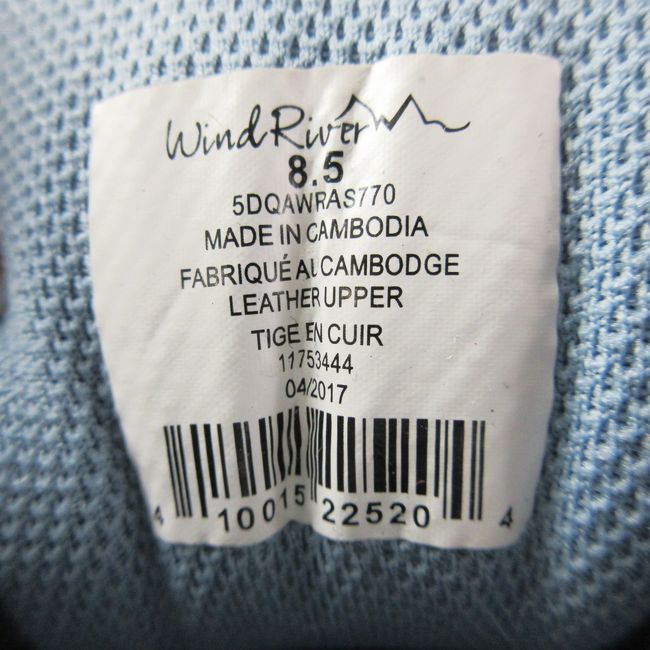 WindRiver
8.5
5DQAWRAS770
MADE IN CAMBODIA
FABRIQUÉ AU CAMBODGE
LEATHER UPPER
TIGE EN CUIR
11753444
04/2017
4 10015 22520 4